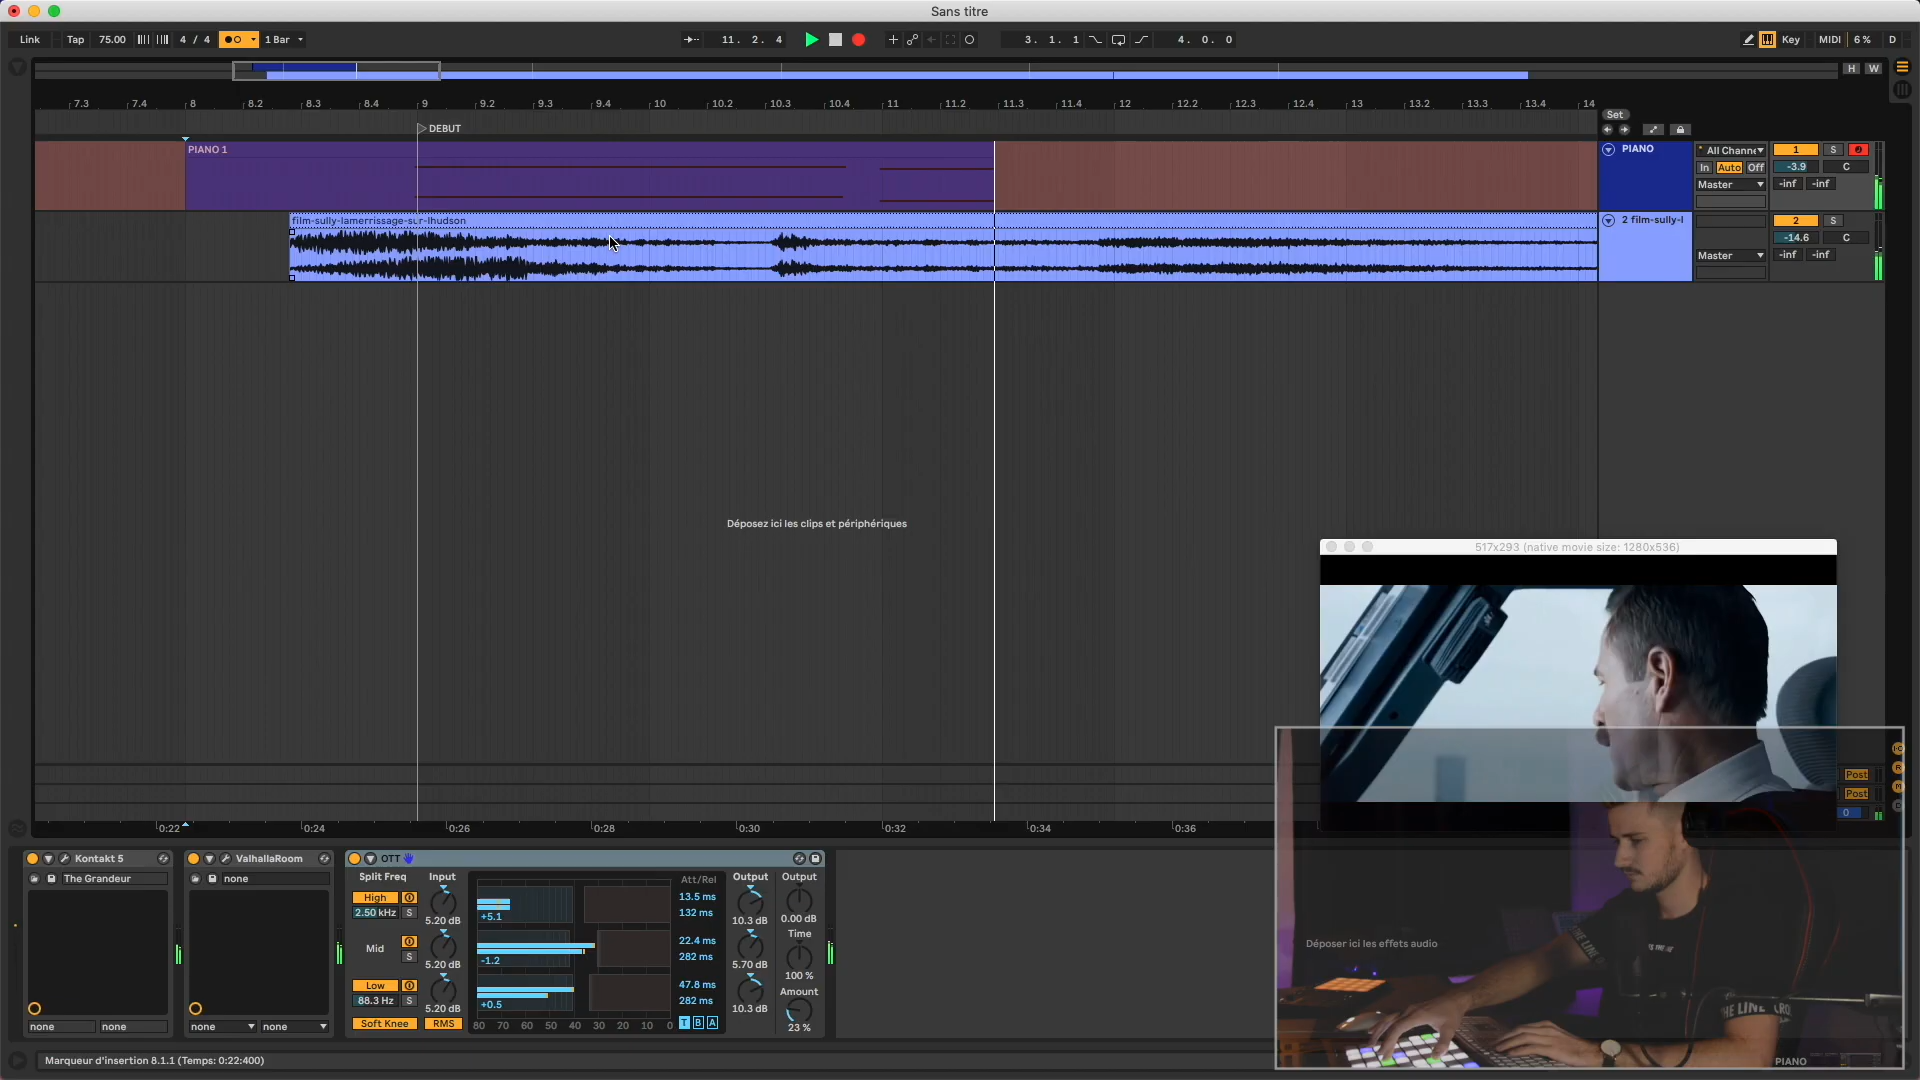 Sans titre
Link Tap 75.00 4 / 4 1 Bar 11. 2. 4 3. 1. 1 4. 0. 0 Key MIDI 6 % D
H W
7.3 7.4 8 8.2 8.3 8.4 9 9.2 9.3 9.4 10 10.2 10.3 10.4 11 11.2 11.3 11.4 12 12.2 12.3 12.4 13 13.2 13.3 13.4 14
Set
DEBUT
PIANO 1 PIANO All Channe 1 S
In Auto Off -3.9 C
Master -inf -inf
film-sully-lamerrissage-sur-lhudson 2 film-sully-l 2 S
-14.6 C
Master -inf -inf
Déposez ici les clips et périphériques
517x293 (native movie size: 1280x536)
Post
Post
0
0:22 0:24 0:26 0:28 0:30 0:32 0:34 0:36
Kontakt 5 ValhallaRoom OTT
The Grandeur none
Split Freq Input Att/Rel Output Output
High 13.5 ms
2.50 kHz S 5.20 dB +5.1 132 ms 10.3 dB 0.00 dB
Time
Mid 22.4 ms
S 5.20 dB -1.2 282 ms 5.70 dB 100 %
Low 47.8 ms Amount
88.3 Hz S 5.20 dB +0.5 282 ms 10.3 dB
none none none none Soft Knee RMS 80 70 60 50 40 30 20 10 0 T B A 23 %
Déposer ici les effets audio
THE LINE
Marqueur d'insertion 8.1.1 (Temps: 0:22:400)
PIANO